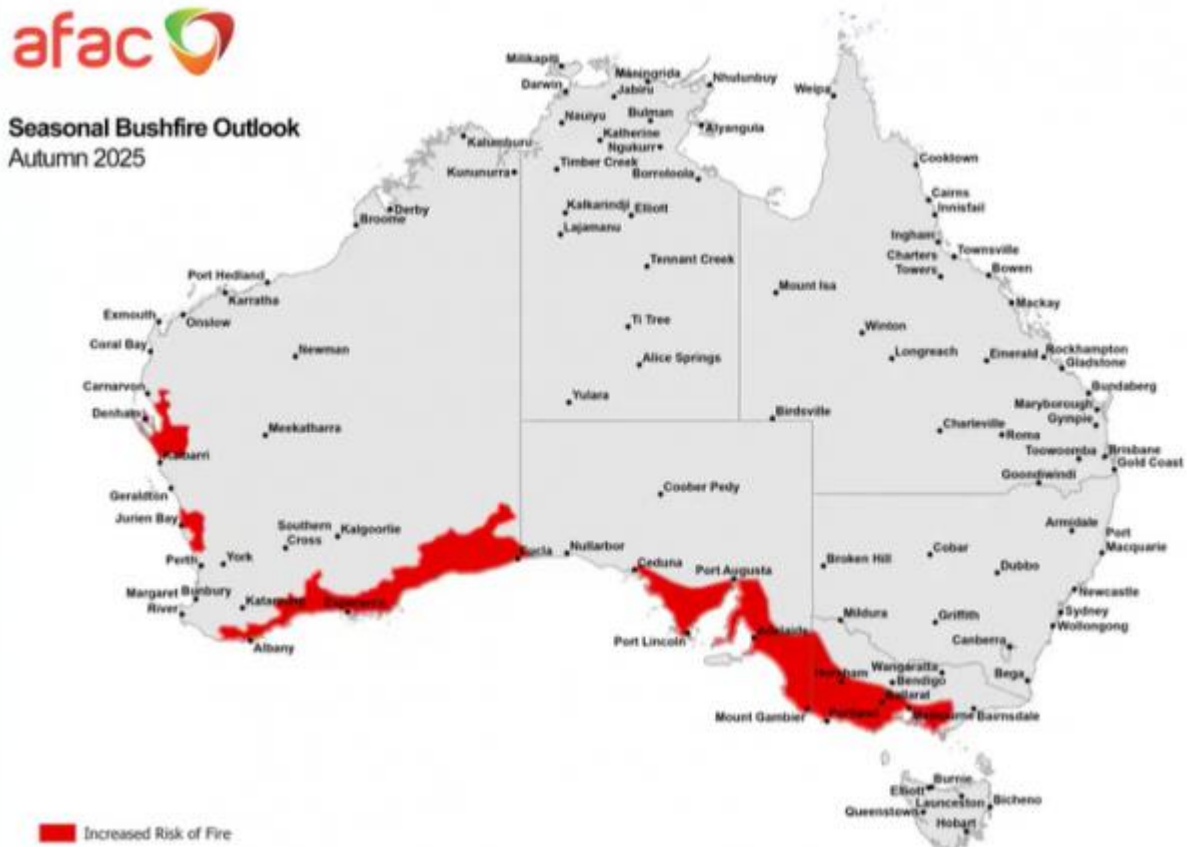 afac
Seasonal Bushfire Outlook
Autumn 2025
Milikapiti
Darwin
Maningrida
Jabiru
Nhulunbuy
Weipa
Nauiyu
Bulman
Alyangula
Katherine
Ngukurr
Kalumburu
Timber Creek
Kununurra
Borroloola
Cooktown
Cairns
Innisfail
Derby
Broome
Kalkarindji
Elliott
Lajamanu
Ingham
Townsville
Charters
Towers
Bowen
Tennant Creek
Port Hedland
Karratha
Mount Isa
Mackay
Exmouth
Onslow
Ti Tree
Winton
Coral Bay
Newman
Alice Springs
Longreach
Emerald
Rockhampton
Gladstone
Carnarvon
Yulara
Bundaberg
Denham
Birdsville
Maryborough
Gympie
Meekatharra
Charleville
Roma
Kalbarri
Toowoomba
Brisbane
Gold Coast
Goondiwindi
Geraldton
Coober Pedy
Jurien Bay
Southern
Cross
Kalgoorlie
Armidale
Port
Macquarie
Perth
York
Eucla
Nullarbor
Ceduna
Port Augusta
Broken Hill
Cobar
Dubbo
Margaret
River
Bunbury
Katanning
Esperance
Newcastle
Mildura
Griffith
Sydney
Wollongong
Albany
Port Lincoln
Adelaide
Canberra
Horsham
Wangaratta
Bendigo
Bega
Ballarat
Mount Gambier
Portland
Melbourne
Bairnsdale
Burnie
Elliott
Launceston
Bicheno
Queenstown
Hobart
Increased Risk of Fire